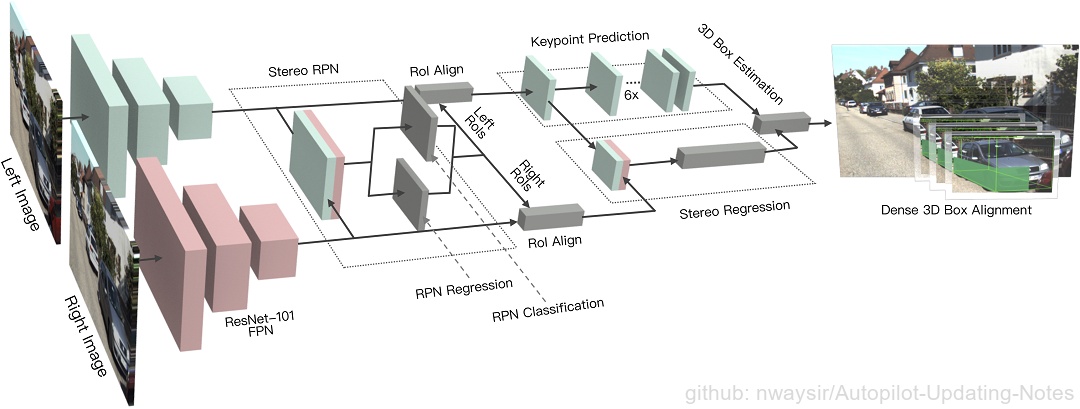 Left Image
Right Image
ResNet-101
FPN
Stereo RPN
RoI Align
Left
RoIs
Right
RoIs
RoI Align
RPN Regression
RPN Classification
Keypoint Prediction
6x
3D Box Estimation
Stereo Regression
Dense 3D Box Alignment
github: nwaysir/Autopilot-Updating-Notes